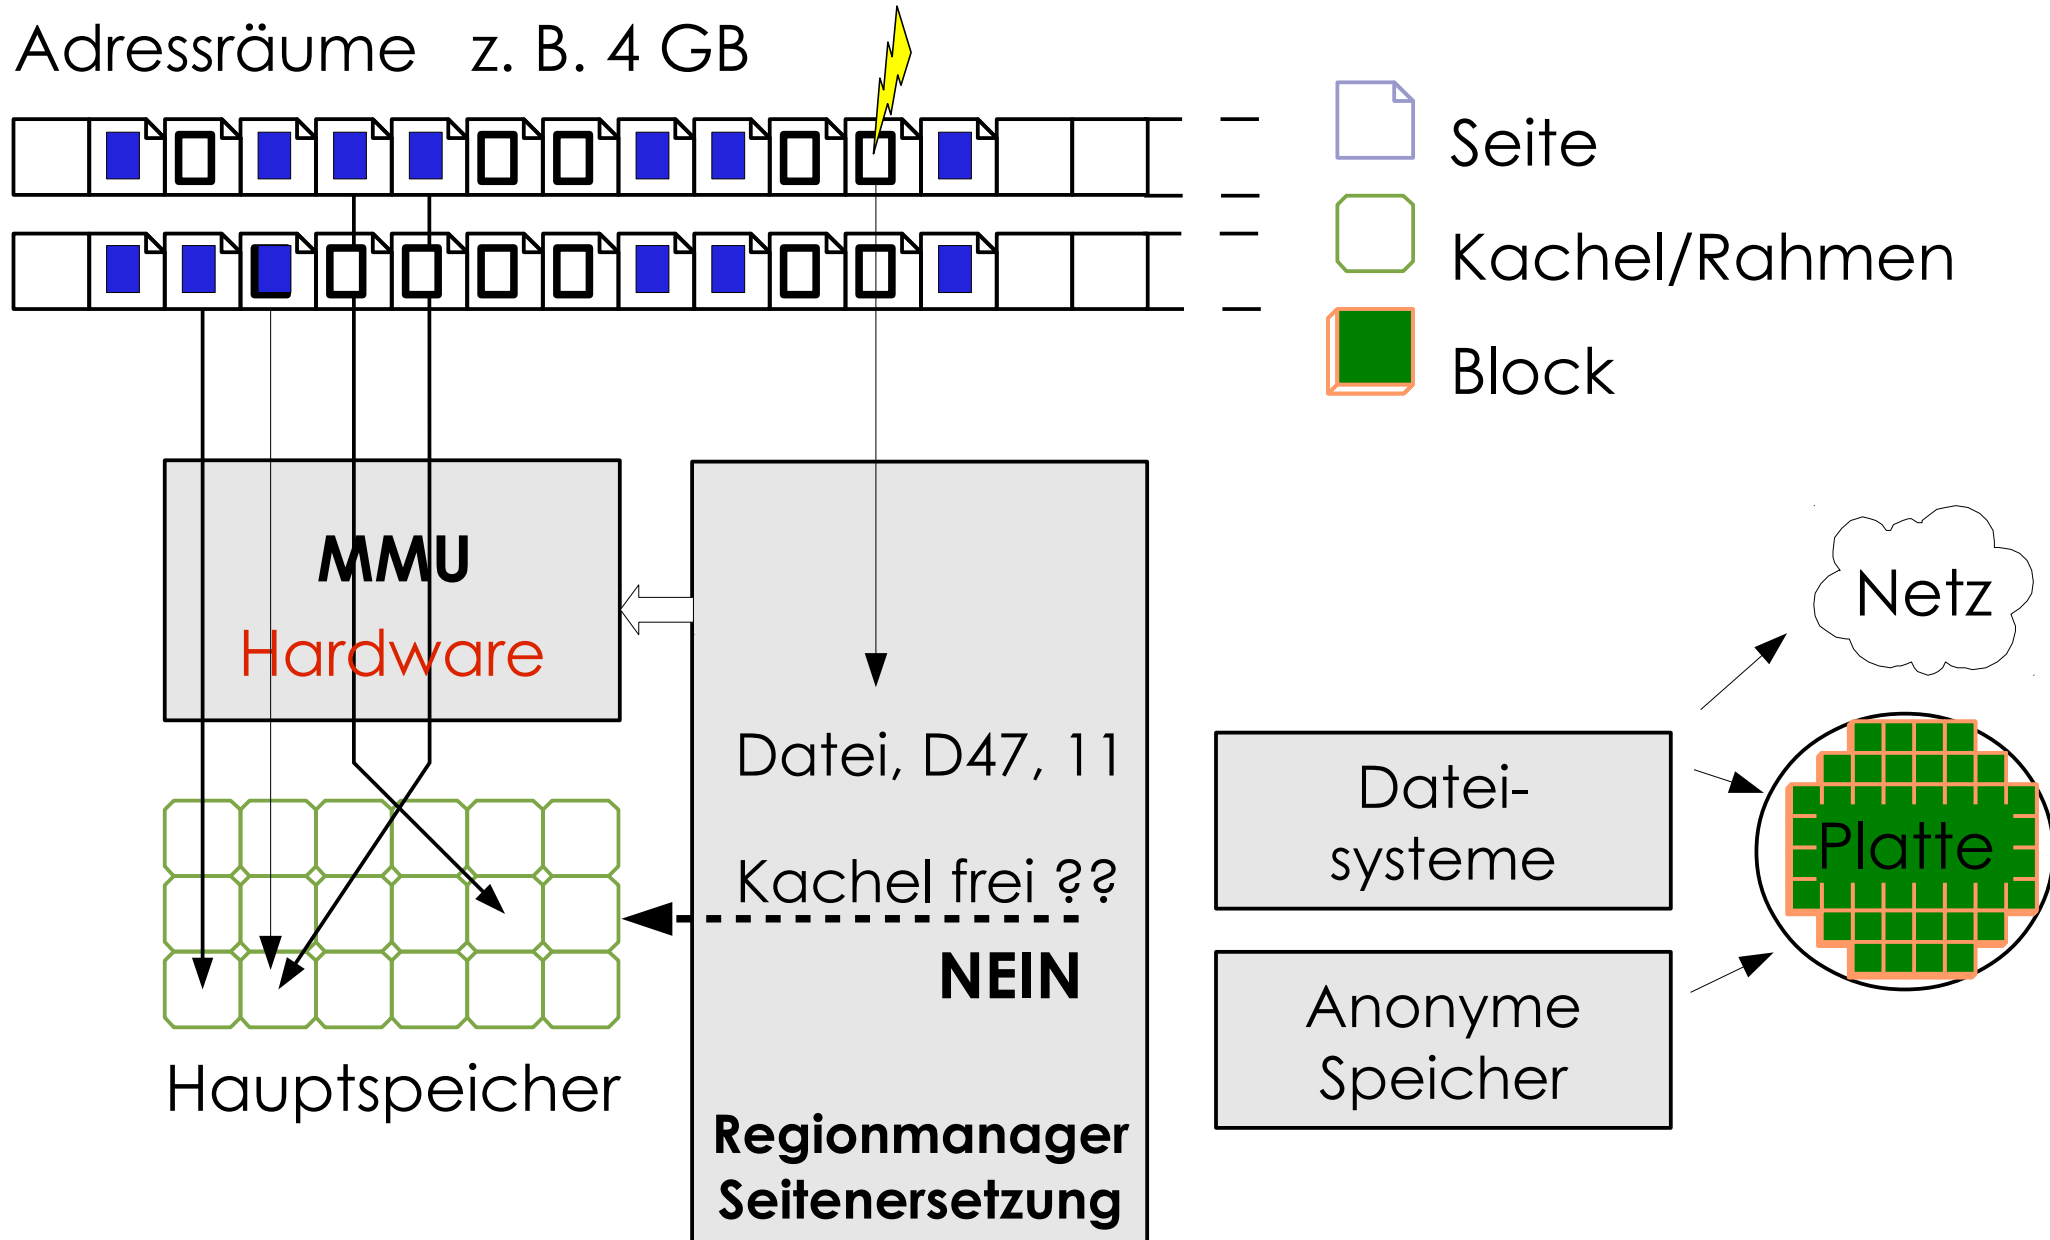 Adressräume z. B. 4 GB
Seite
Kachel/Rahmen
Block
MMU
Hardware
Hauptspeicher
Datei, D47, 11
Kachel frei ??
NEIN
Regionmanager
Seitenersetzung
Datei-
systeme
Anonyme
Speicher
Netz
Platte